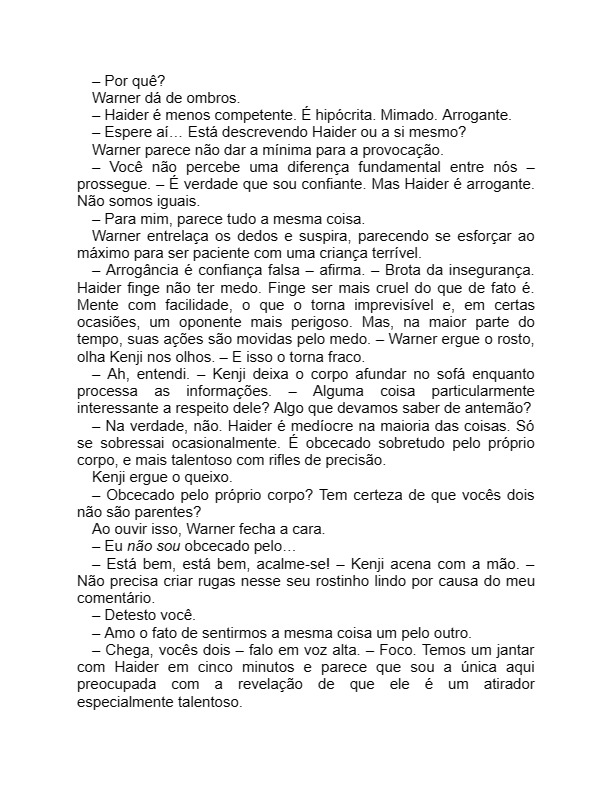 – Por quê?
Warner dá de ombros.
– Haider é menos competente. É hipócrita. Mimado. Arrogante.
– Espere aí… Está descrevendo Haider ou a si mesmo?
Warner parece não dar a mínima para a provocação.
– Você não percebe uma diferença fundamental entre nós –
prossegue. – É verdade que sou confiante. Mas Haider é arrogante.
Não somos iguais.
– Para mim, parece tudo a mesma coisa.
Warner entrelaça os dedos e suspira, parecendo se esforçar ao
máximo para ser paciente com uma criança terrível.
– Arrogância é confiança falsa – afirma. – Brota da insegurança.
Haider finge não ter medo. Finge ser mais cruel do que de fato é.
Mente com facilidade, o que o torna imprevisível e, em certas
ocasiões, um oponente mais perigoso. Mas, na maior parte do
tempo, suas ações são movidas pelo medo. – Warner ergue o rosto,
olha Kenji nos olhos. – E isso o torna fraco.
– Ah, entendi. – Kenji deixa o corpo afundar no sofá enquanto
processa as informações. – Alguma coisa particularmente
interessante a respeito dele? Algo que devamos saber de antemão?
– Na verdade, não. Haider é medíocre na maioria das coisas. Só
se sobressai ocasionalmente. É obcecado sobretudo pelo próprio
corpo, e mais talentoso com rifles de precisão.
Kenji ergue o queixo.
– Obcecado pelo próprio corpo? Tem certeza de que vocês dois
não são parentes?
Ao ouvir isso, Warner fecha a cara.
– Eu não sou obcecado pelo…
– Está bem, está bem, acalme-se! – Kenji acena com a mão. –
Não precisa criar rugas nesse seu rostinho lindo por causa do meu
comentário.
– Detesto você.
– Amo o fato de sentirmos a mesma coisa um pelo outro.
– Chega, vocês dois – falo em voz alta. – Foco. Temos um jantar
com Haider em cinco minutos e parece que sou a única aqui
preocupada com a revelação de que ele é um atirador
especialmente talentoso.